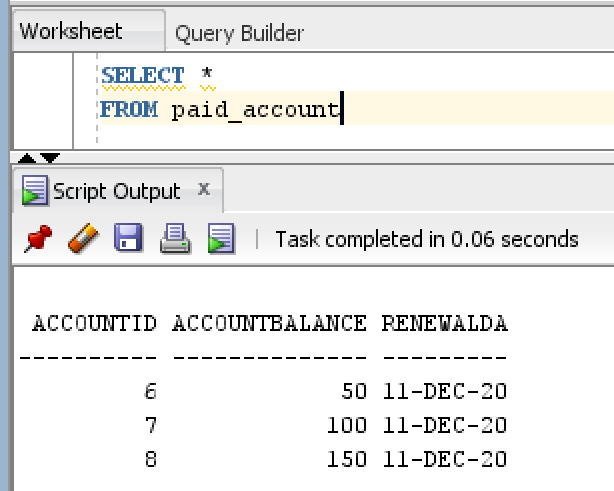 Worksheet Query Builder
SELECT *
FROM paid_account
Script Output x
Task completed in 0.06 seconds
ACCOUNTID ACCOUNTBALANCE RENEWALDA
---------- -------------- ---------
6 50 11-DEC-20
7 100 11-DEC-20
8 150 11-DEC-20